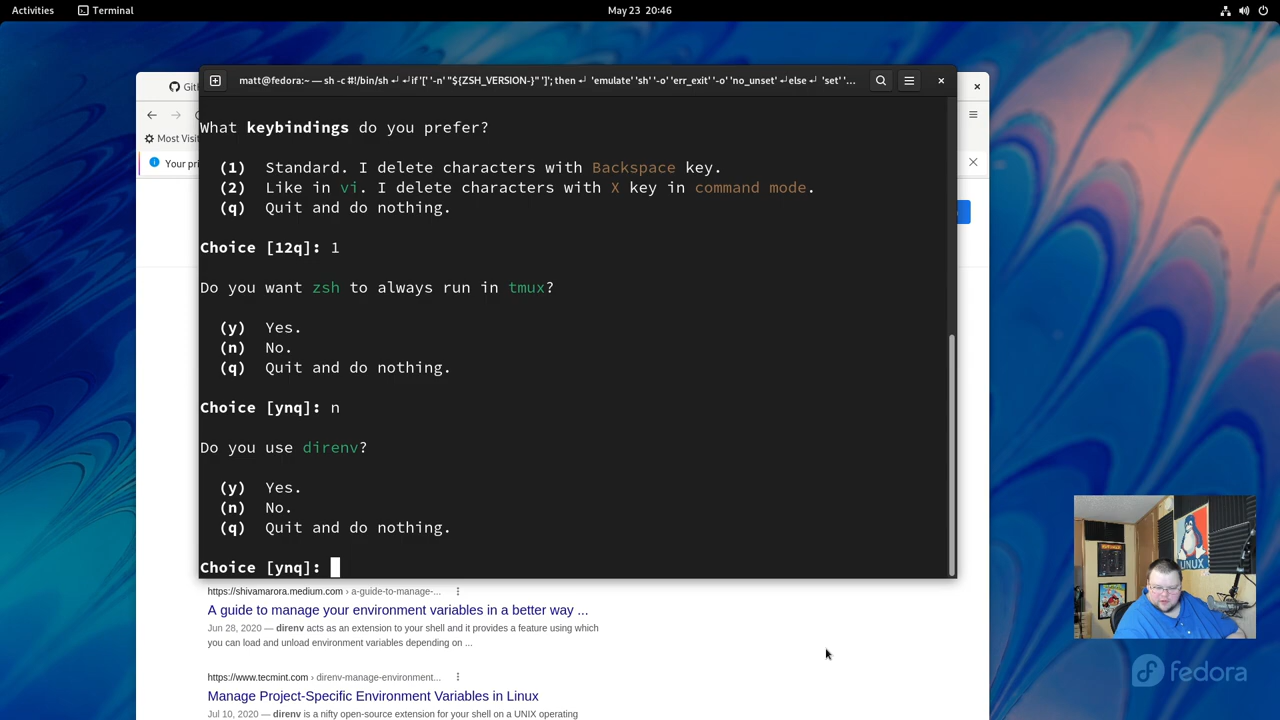 Activities
Terminal
May 23 20:46
matt@fedora:~ — sh -c #!/bin/sh ↵ ↵if '[' '-n' "${ZSH_VERSION-}" ']'; then ↵ 'emulate' 'sh' '-o' 'err_exit' '-o' 'no_unset' ↵else ↵ 'set' '...
Most Visit
Your pri
What keybindings do you prefer?
(1) Standard. I delete characters with Backspace key.
(2) Like in vi. I delete characters with X key in command mode.
(q) Quit and do nothing.
Choice [12q]: 1
Do you want zsh to always run in tmux?
(y) Yes.
(n) No.
(q) Quit and do nothing.
Choice [ynq]: n
Do you use direnv?
(y) Yes.
(n) No.
(q) Quit and do nothing.
Choice [ynq]:
https://shivamarora.medium.com › a-guide-to-manage-...
A guide to manage your environment variables in a better way ...
Jun 28, 2020 — direnv acts as an extension to your shell and it provides a feature using which
you can load and unload environment variables depending on ...
https://www.tecmint.com › direnv-manage-environment...
Manage Project-Specific Environment Variables in Linux
Jul 10, 2020 — direnv is a nifty open-source extension for your shell on a UNIX operating
LINUX
fedora